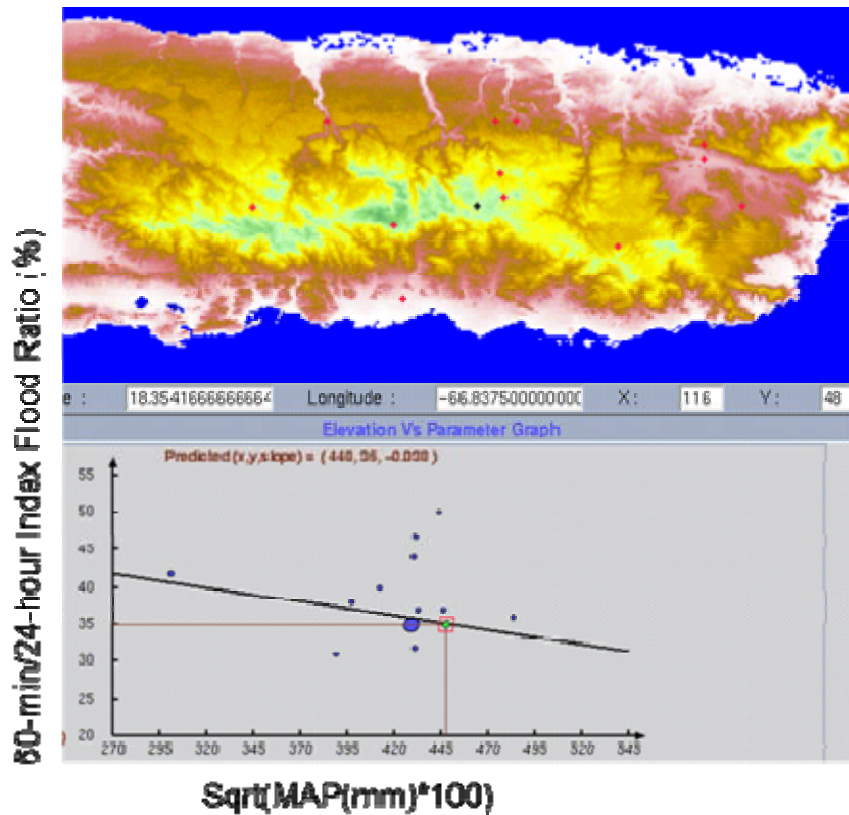 60-min/24-hour Index Flood Ratio (%)
e : 18.3541666666664 Longitude : -66.8375000000000 X: 116 Y: 48
Elevation Vs Parameter Graph
Predicted (x,y,slope) = (448, 35, -0.038)
55
50
45
40
35
30
25
20
270 295 320 345 370 395 420 445 470 495 520 545
Sqrt(MAP(mm)*100)